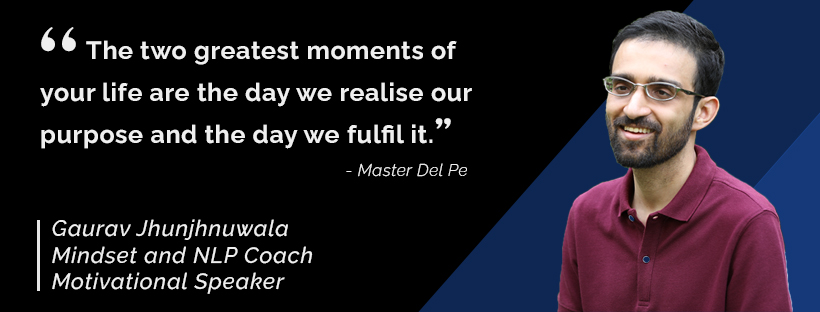 “ The two greatest moments of
your life are the day we realise our
purpose and the day we fulfil it.”
- Master Del Pe
Gaurav Jhunjhnuwala
Mindset and NLP Coach
Motivational Speaker